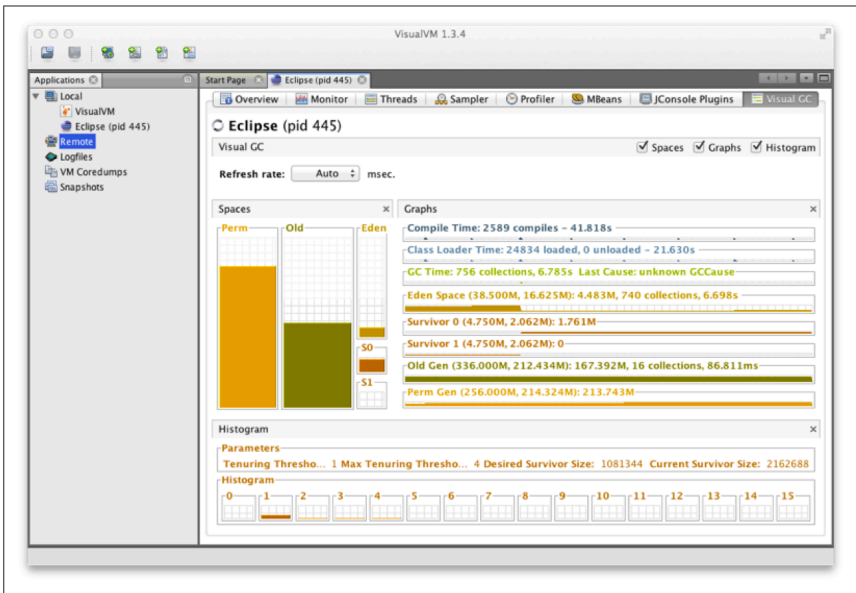 VisualVM 1.3.4
Applications
Start Page
Eclipse (pid 445)
Local
VisualVM
Eclipse (pid 445)
Remote
Logfiles
VM Coredumps
Snapshots
Overview
Monitor
Threads
Sampler
Profiler
MBeans
JConsole Plugins
Visual GC
Eclipse (pid 445)
Visual GC
Spaces
Graphs
Histogram
Refresh rate: Auto msec.
Spaces
Perm
Old
Eden
S0
S1
Graphs
Compile Time: 2589 compiles - 41.818s
Class Loader Time: 24834 loaded, 0 unloaded - 21.630s
GC Time: 756 collections, 6.785s Last Cause: unknown GCCause
Eden Space (38.500M, 16.625M): 4.483M, 740 collections, 6.698s
Survivor 0 (4.750M, 2.062M): 1.761M
Survivor 1 (4.750M, 2.062M): 0
Old Gen (336.000M, 212.434M): 167.392M, 16 collections, 86.811ms
Perm Gen (256.000M, 214.324M): 213.743M
Histogram
Parameters
Tenuring Thresho... 1 Max Tenuring Thresho... 4 Desired Survivor Size: 1081344 Current Survivor Size: 2162688
Histogram
0 1 2 3 4 5 6 7 8 9 10 11 12 13 14 15